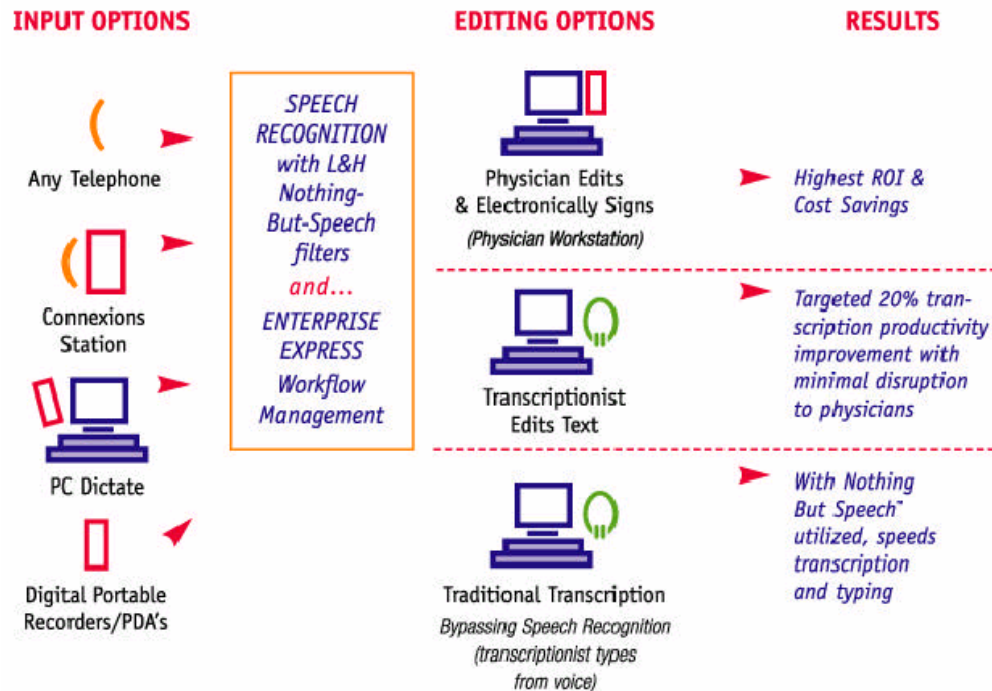 INPUT OPTIONS
Any Telephone
Connexions
Station
PC Dictate
Digital Portable
Recorders/PDA's
SPEECH
RECOGNITION
with L&H
Nothing-
But-Speech
filters
and...
ENTERPRISE
EXPRESS
Workflow
Management
EDITING OPTIONS
Physician Edits
& Electronically Signs
(Physician Workstation)
Transcriptionist
Edits Text
Traditional Transcription
Bypassing Speech Recognition
(transcriptionist types
from voice)
RESULTS
Highest ROI &
Cost Savings
Targeted 20% tran-
scription productivity
improvement with
minimal disruption
to physicians
With Nothing
But Speech™
utilized, speeds
transcription
and typing